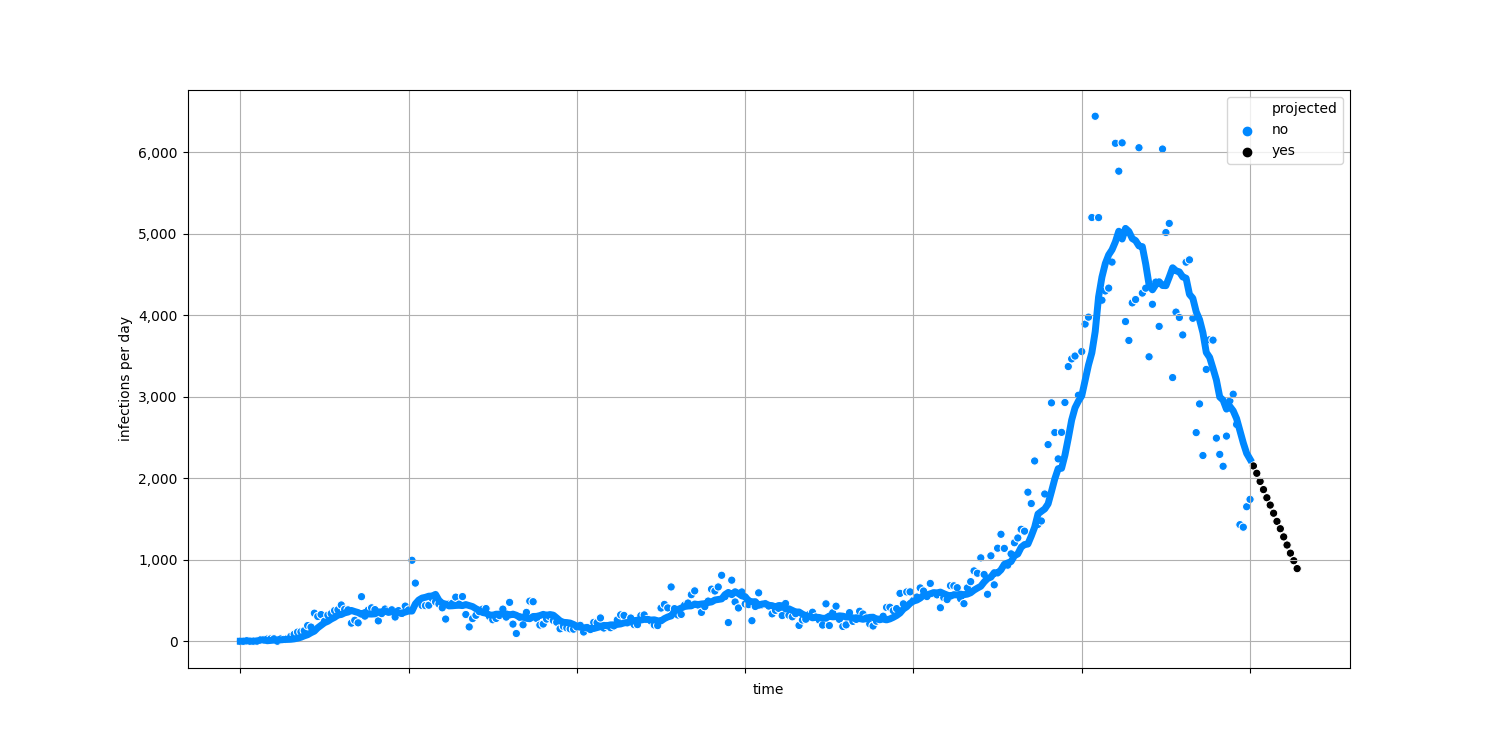 projected
no
yes
6,000
5,000
4,000
3,000
2,000
1,000
0
infections per day
time